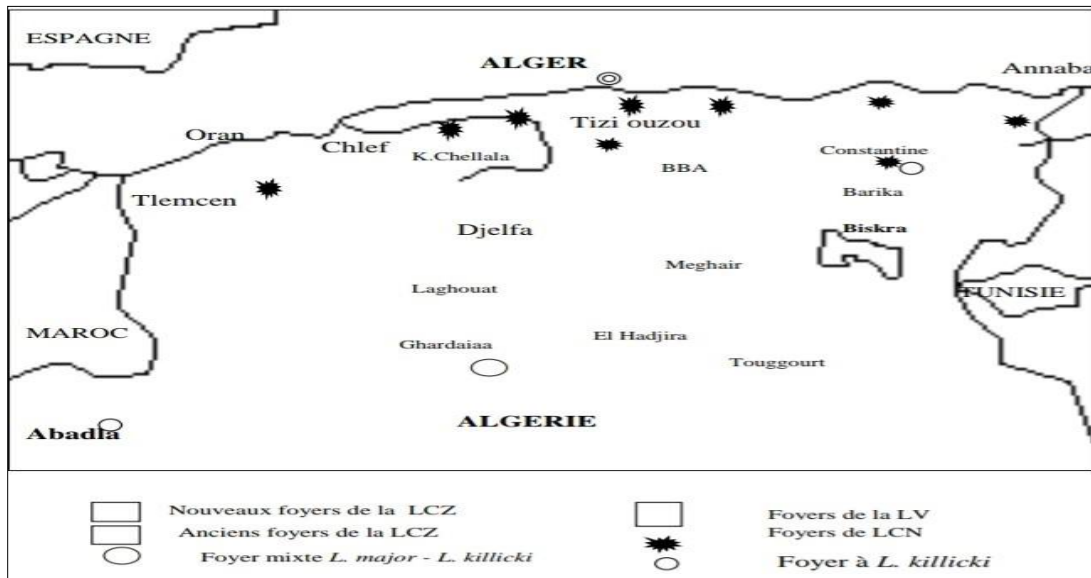 ESPAGNE
ALGER
Annaba
Oran
Chlef
Tizi ouzou
K.Chellala
Constantine
BBA
Tlemcen
Barika
Djelfa
Biskra
Meghair
Laghouat
TUNISIE
MAROC
Ghardaiaa
El Hadjira
Touggourt
Abadla
ALGERIE
Nouveaux foyers de la LCZ
Anciens foyers de la LCZ
Foyer mixte L. major - L. killicki
Foyers de la LV
Foyers de LCN
Foyer à L. killicki